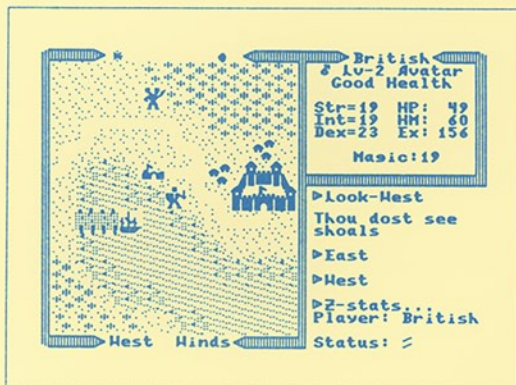 British
♂ Lv-2 Avatar
Good Health
Str=19 HP: 49
Int=19 HM: 60
Dex=23 Ex: 156
Magic:19
▷Look-West
Thou dost see
shoals
▷East
▷West
▷Z-stats...
Player: British
Status:
West Winds